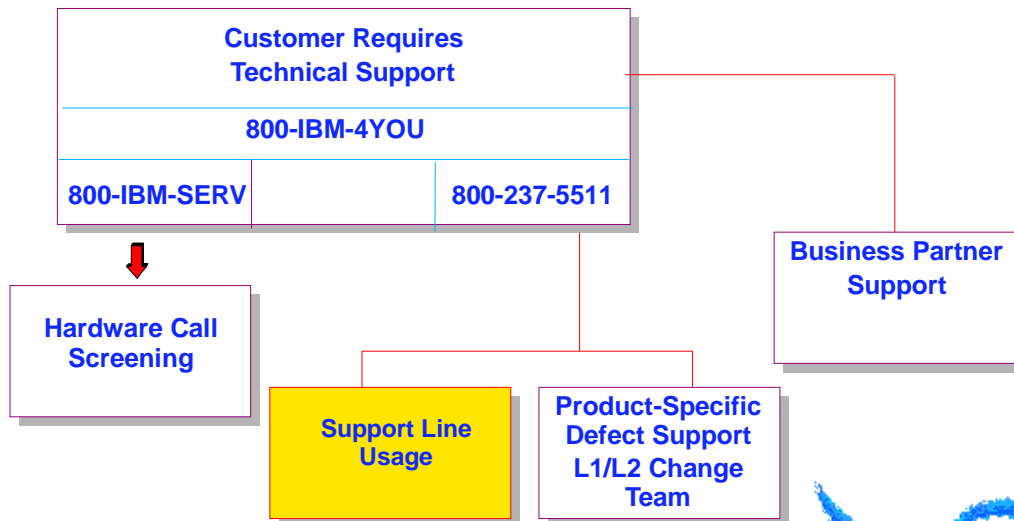 Customer Requires
Technical Support
800-IBM-4YOU
800-IBM-SERV
800-237-5511
Business Partner
Support
Hardware Call
Screening
Support Line
Usage
Product-Specific
Defect Support
L1/L2 Change
Team